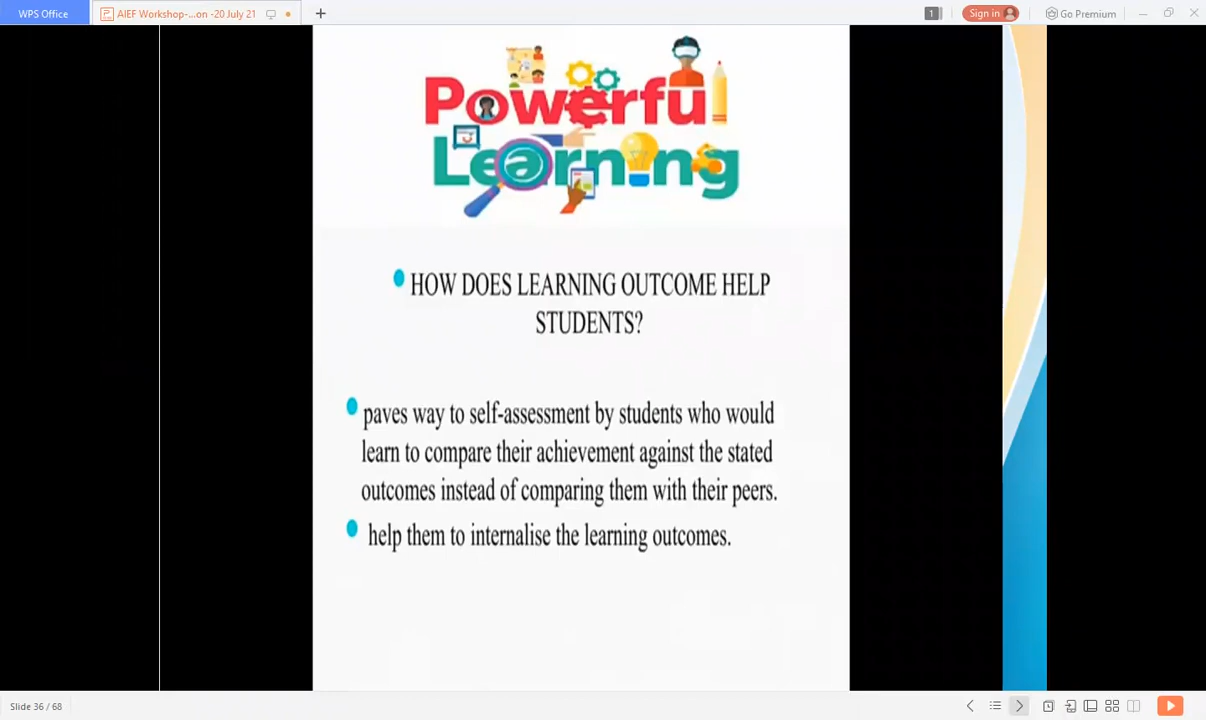 WPS Office
AIEF Workshop-...on -20 July 21
1
Sign in
Go Premium
Powerful
Learning
HOW DOES LEARNING OUTCOME HELP
STUDENTS?
paves way to self-assessment by students who would
learn to compare their achievement against the stated
outcomes instead of comparing them with their peers.
help them to internalise the learning outcomes.
Slide 36 / 68